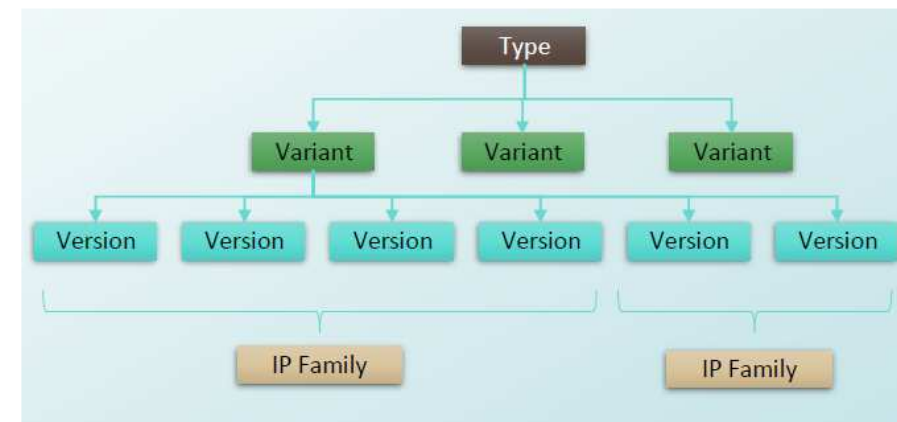 Type
Variant Variant Variant
Version Version Version Version Version Version
IP Family IP Family